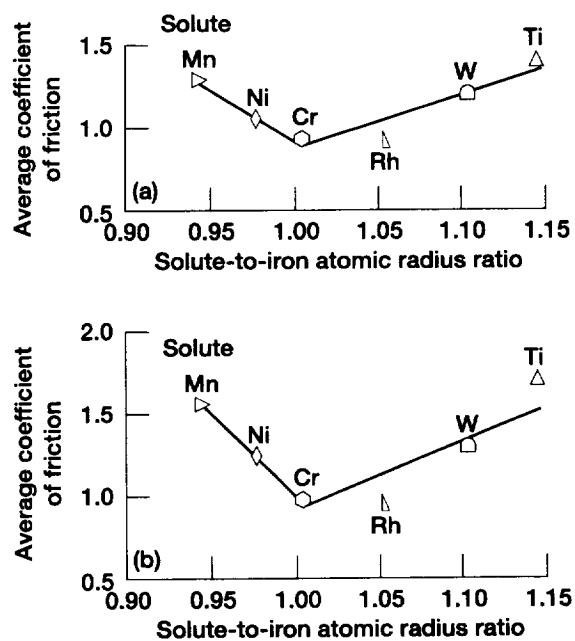 Solute
Mn
Ni
Cr
Rh
W
Ti
1.5
1.0
0.5
Average coefficient
of friction
(a)
0.90 0.95 1.00 1.05 1.10 1.15
Solute-to-iron atomic radius ratio
2.0
1.5
1.0
0.5
Average coefficient
of friction
Solute
Mn
Ni
Cr
Rh
W
Ti
(b)
0.90 0.95 1.00 1.05 1.10 1.15
Solute-to-iron atomic radius ratio